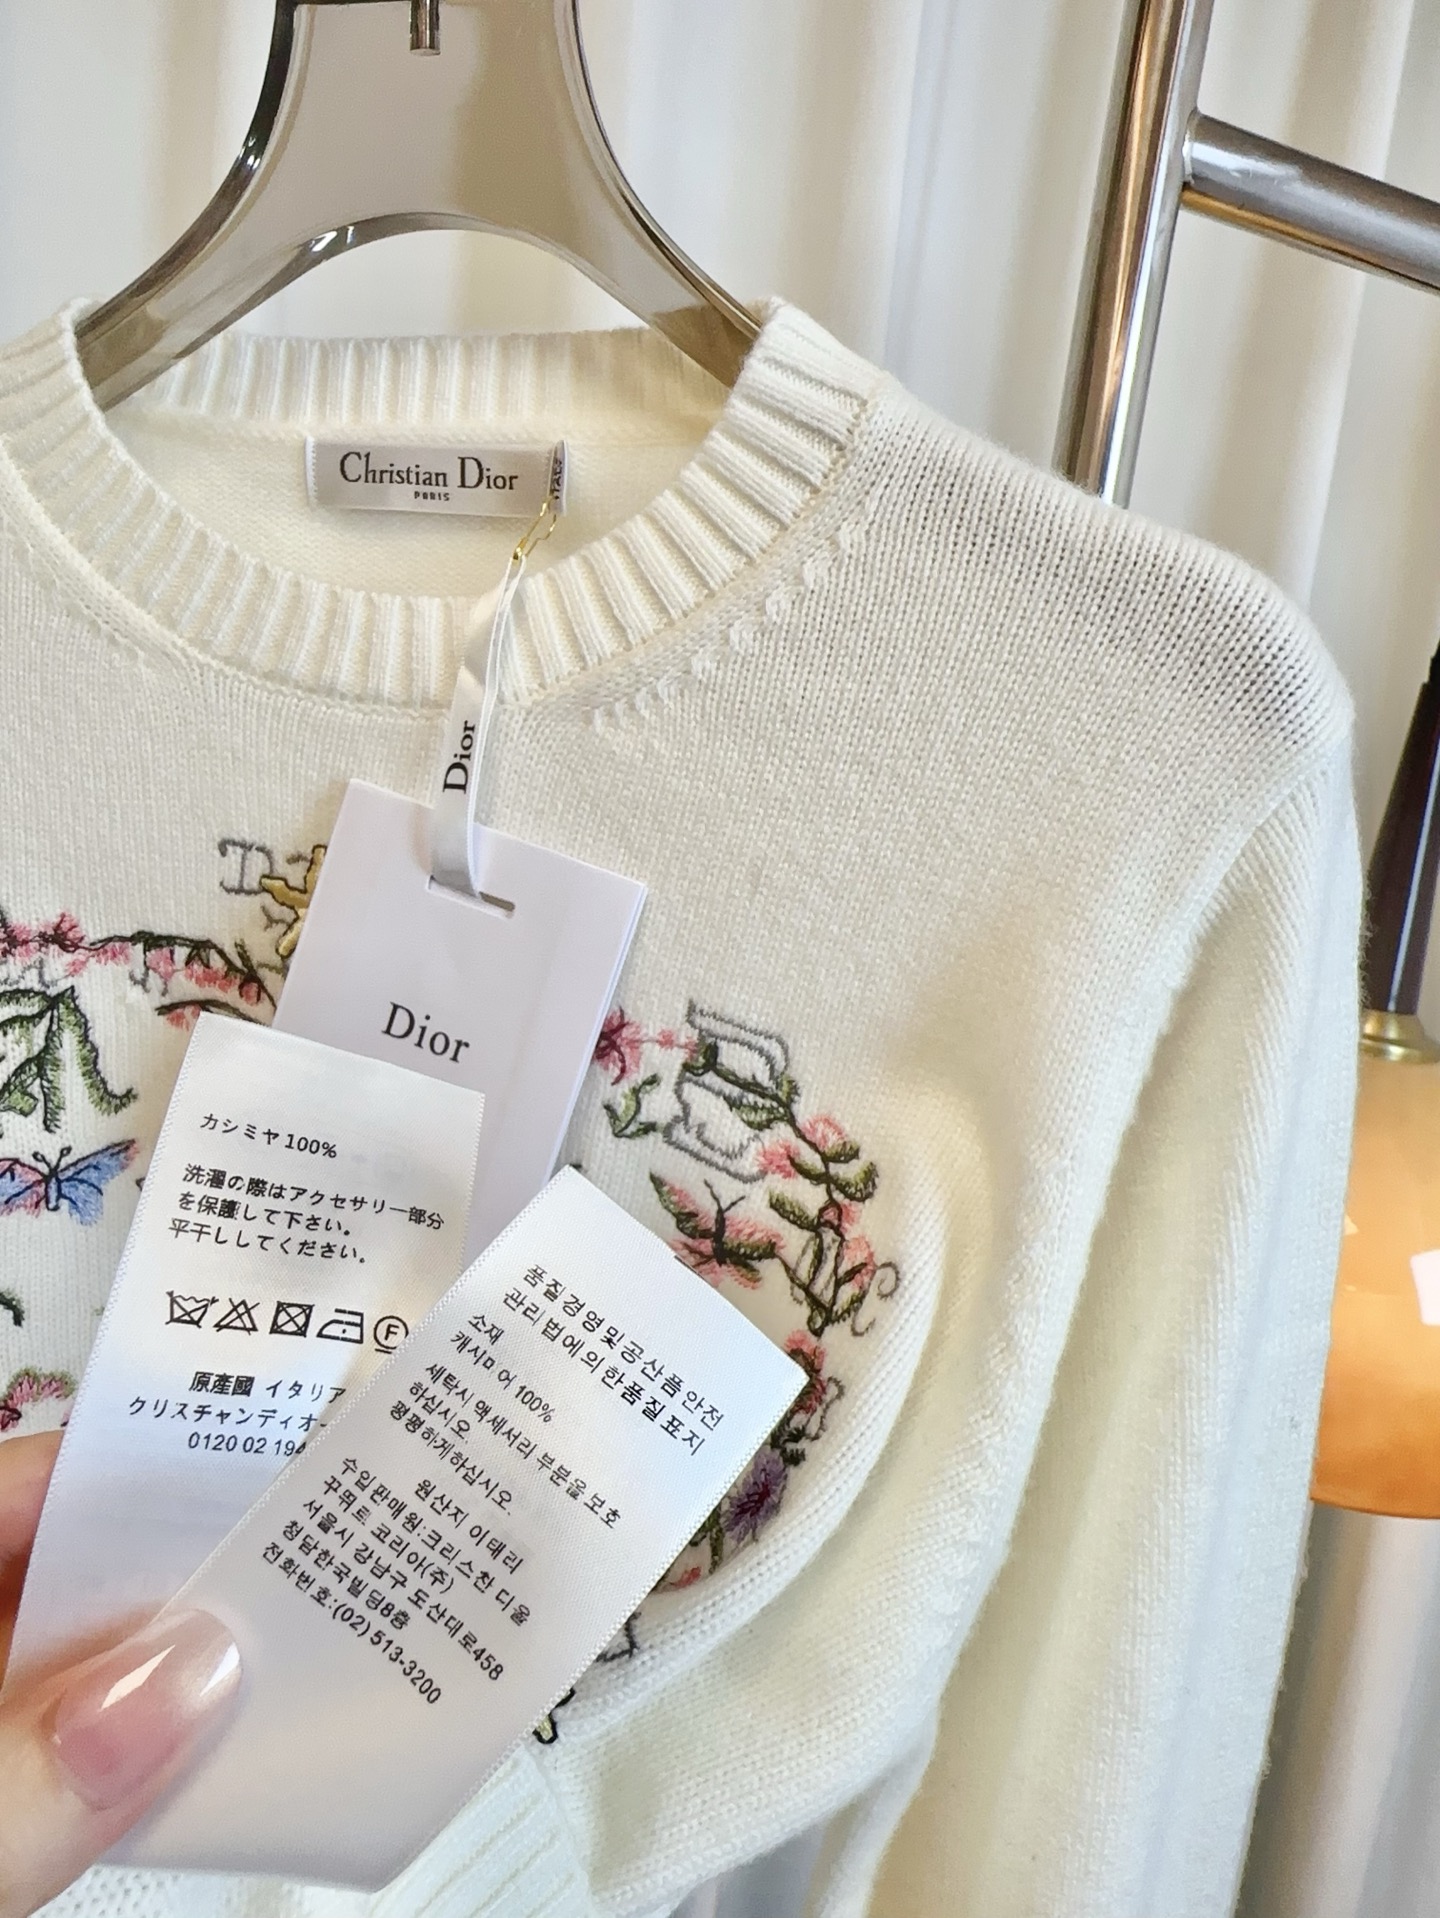 Christian Dior
PARIS
ITALY
Dior
Dior
カシミヤ100%
洗濯の際はアクセサリー部分
を保護して下さい。
平干ししてください。
F
原産國 イタリア
クリスチャンディオー
0120 02 194
품질경영및공산품안전
관리법에의한품질표지
소재
캐시미어 100%
세탁시 액세서리 부분을 보호
하십시오.
평평하게하십시오.
원산지 이태리
수입판매원:크리스찬 디올
꾸뛰르 코리아(주)
서울시 강남구 도산대로458
청담한국빌딩8층
전화번호:(02)513-3200